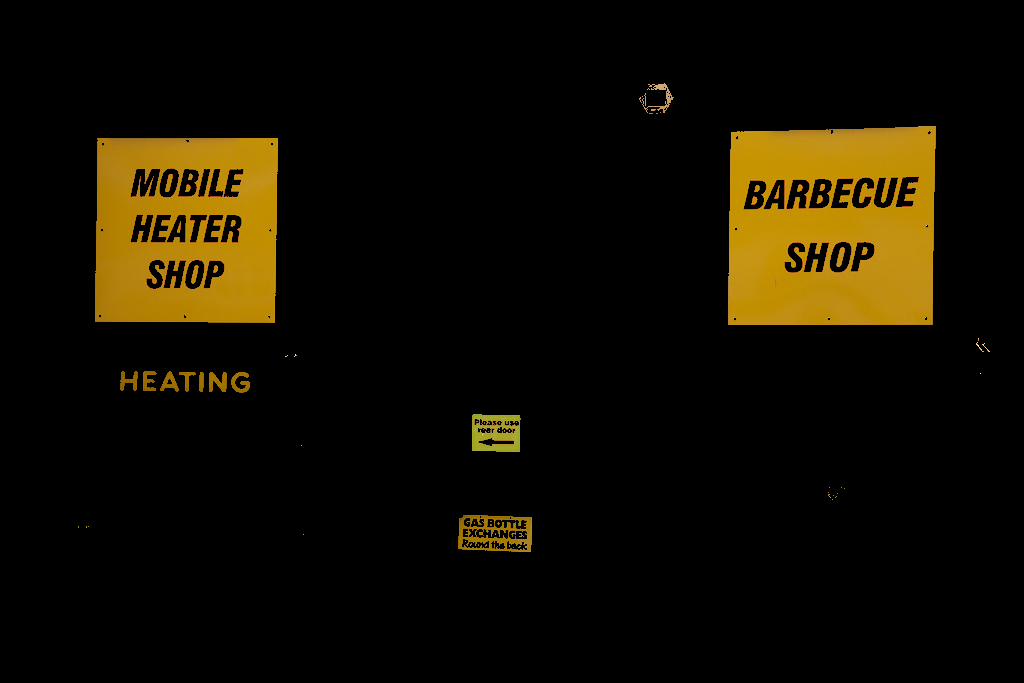 MOBILE
HEATER
SHOP
BARBECUE
SHOP
HEATING
Please use
rear door
GAS BOTTLE
EXCHANGES
Round the back